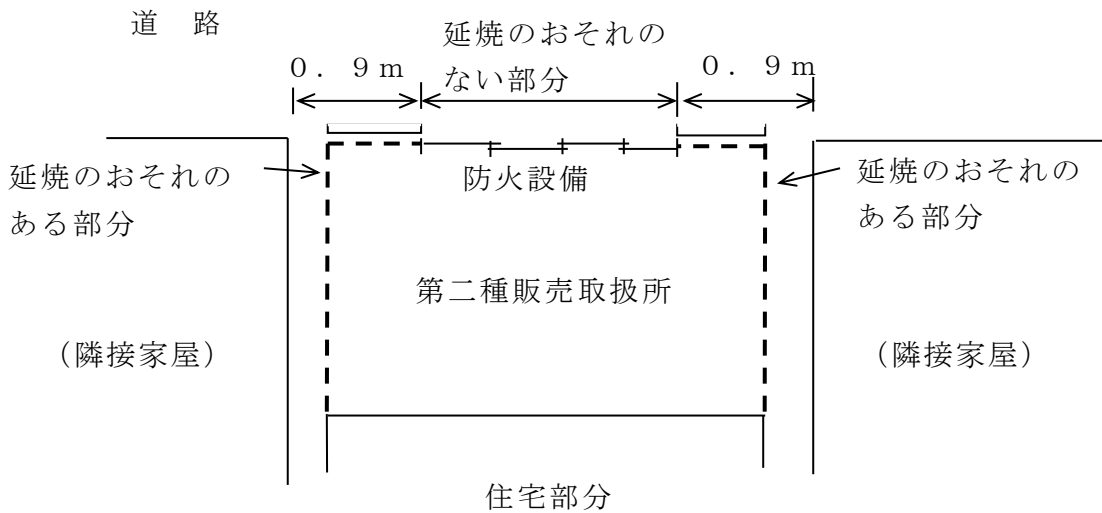 道　路
延焼のおそれの
ない部分
０．９ｍ
０．９ｍ
延焼のおそれの
ある部分
防火設備
延焼のおそれの
ある部分
第二種販売取扱所
（隣接家屋）
（隣接家屋）
住宅部分